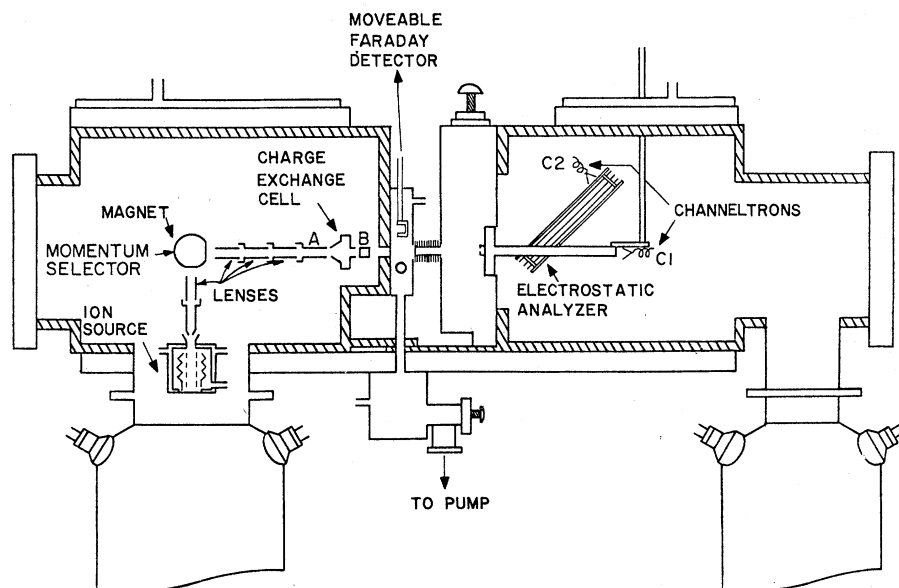 MOVEABLE
FARADAY
DETECTOR
CHARGE
EXCHANGE
CELL
C2
MAGNET
A
B
CHANNELTRONS
MOMENTUM
SELECTOR
C1
LENSES
ELECTROSTATIC
ANALYZER
ION
SOURCE
TO PUMP